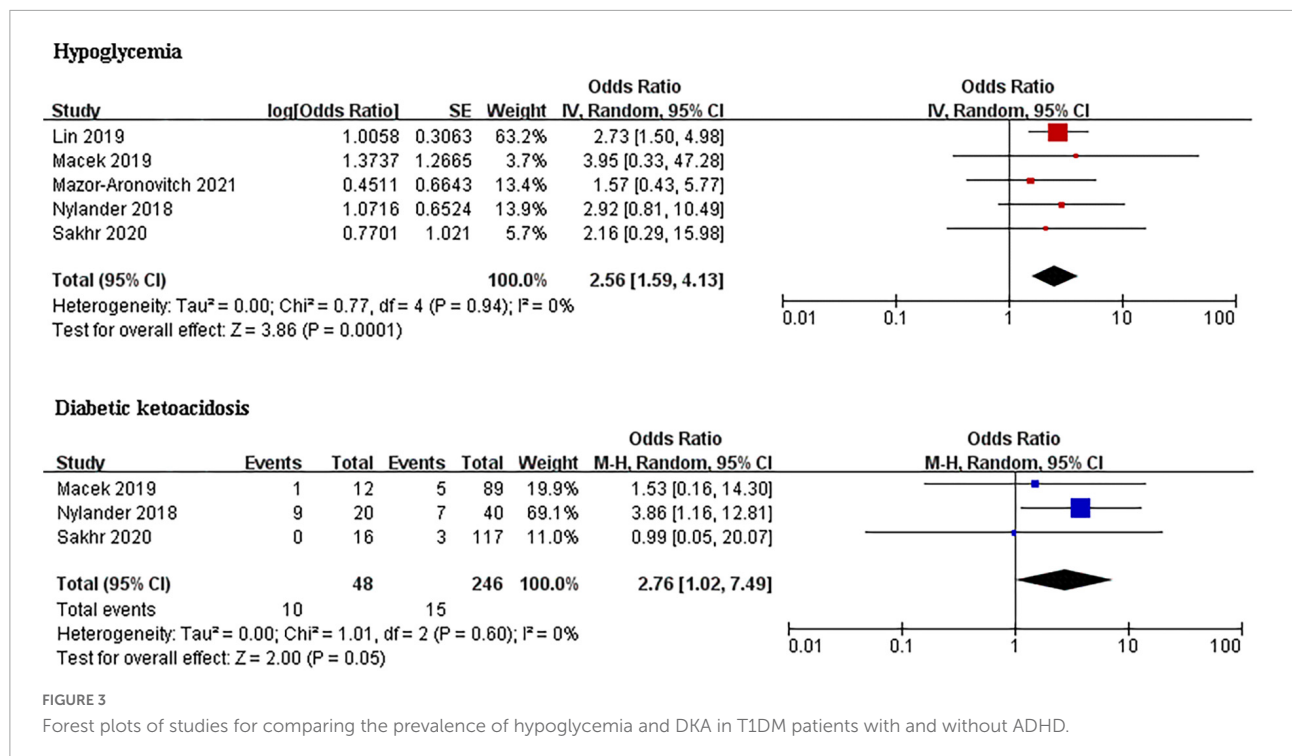 Hypoglycemia
Odds Ratio Odds Ratio
Study log[Odds Ratio] SE Weight IV, Random, 95% CI IV, Random, 95% CI
Lin 2019 1.0058 0.3063 63.2% 2.73 [1.50, 4.98]
Macek 2019 1.3737 1.2665 3.7% 3.95 [0.33, 47.28]
Mazor-Aronovitch 2021 0.4511 0.6643 13.4% 1.57 [0.43, 5.77]
Nylander 2018 1.0716 0.6524 13.9% 2.92 [0.81, 10.49]
Sakhr 2020 0.7701 1.021 5.7% 2.16 [0.29, 15.98]
Total (95% CI) 100.0% 2.56 [1.59, 4.13]
Heterogeneity: Tau² = 0.00; Chi² = 0.77, df = 4 (P = 0.94); I² = 0%
Test for overall effect: Z = 3.86 (P = 0.0001)
0.01 0.1 1 10 100
Diabetic ketoacidosis
Odds Ratio Odds Ratio
Study Events Total Events Total Weight M-H, Random, 95% CI M-H, Random, 95% CI
Macek 2019 1 12 5 89 19.9% 1.53 [0.16, 14.30]
Nylander 2018 9 20 7 40 69.1% 3.86 [1.16, 12.81]
Sakhr 2020 0 16 3 117 11.0% 0.99 [0.05, 20.07]
Total (95% CI) 48 246 100.0% 2.76 [1.02, 7.49]
Total events 10 15
Heterogeneity: Tau² = 0.00; Chi² = 1.01, df = 2 (P = 0.60); I² = 0%
Test for overall effect: Z = 2.00 (P = 0.05)
0.01 0.1 1 10 100
FIGURE 3
Forest plots of studies for comparing the prevalence of hypoglycemia and DKA in T1DM patients with and without ADHD.